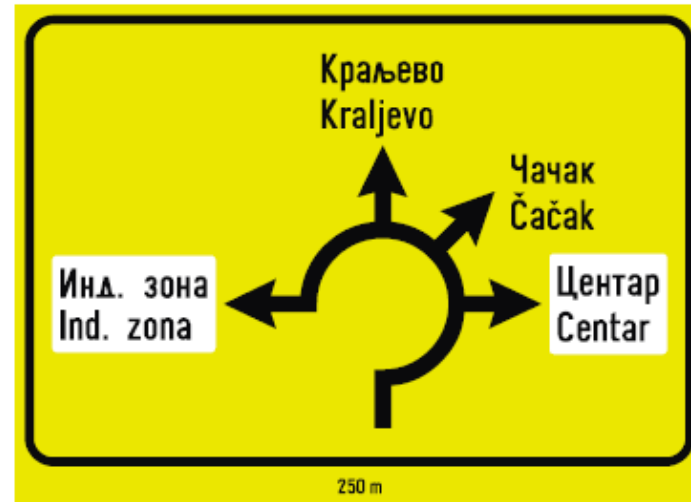 Краљево
Kraljevo
Чачак
Čačak
Инд. зона
Ind. zona
Центар
Centar
250 m